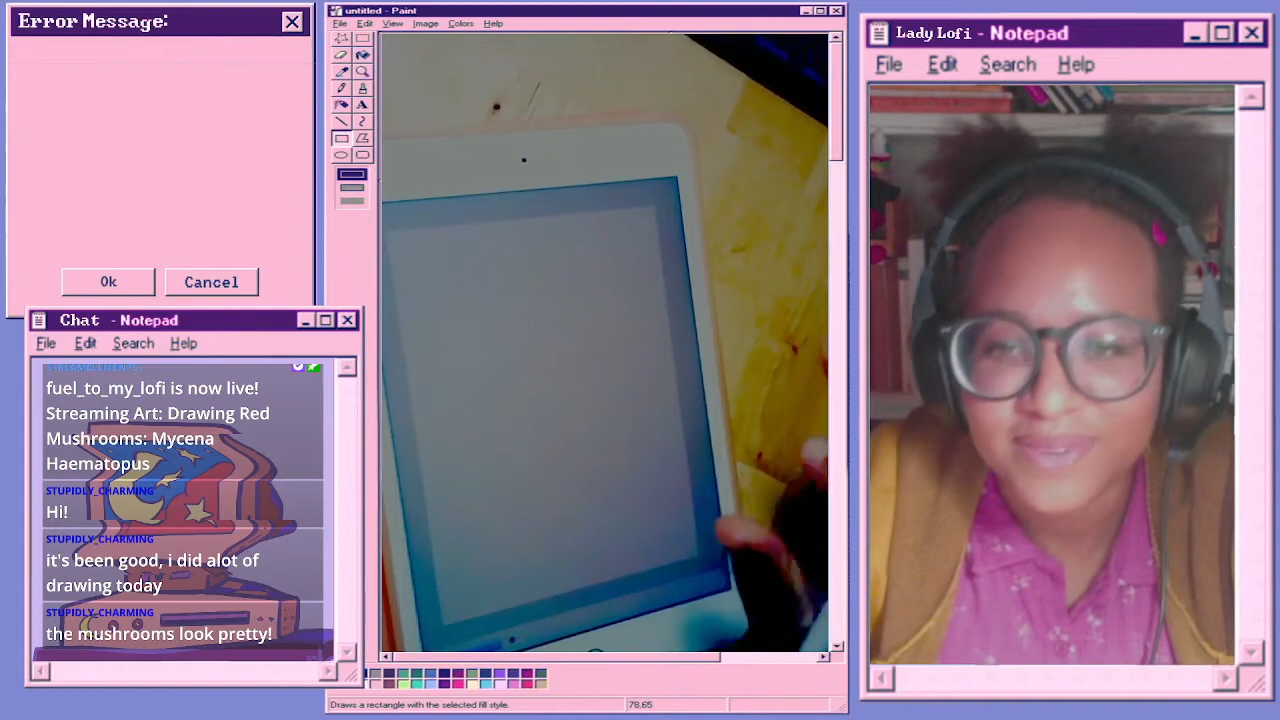 Error Message:
Ok
Cancel
untitled - Paint
File Edit View Image Colors Help
Draws a rectangle with the selected fill style.
78,65
Lady Lofi - Notepad
File Edit Search Help
Chat - Notepad
File Edit Search Help
STREAMELEMENTS
fuel_to_my_lofi is now live!
Streaming Art: Drawing Red
Mushrooms: Mycena
Haematopus
STUPIDLY_CHARMING
Hi!
STUPIDLY_CHARMING
it's been good, i did alot of
drawing today
STUPIDLY_CHARMING
the mushrooms look pretty!